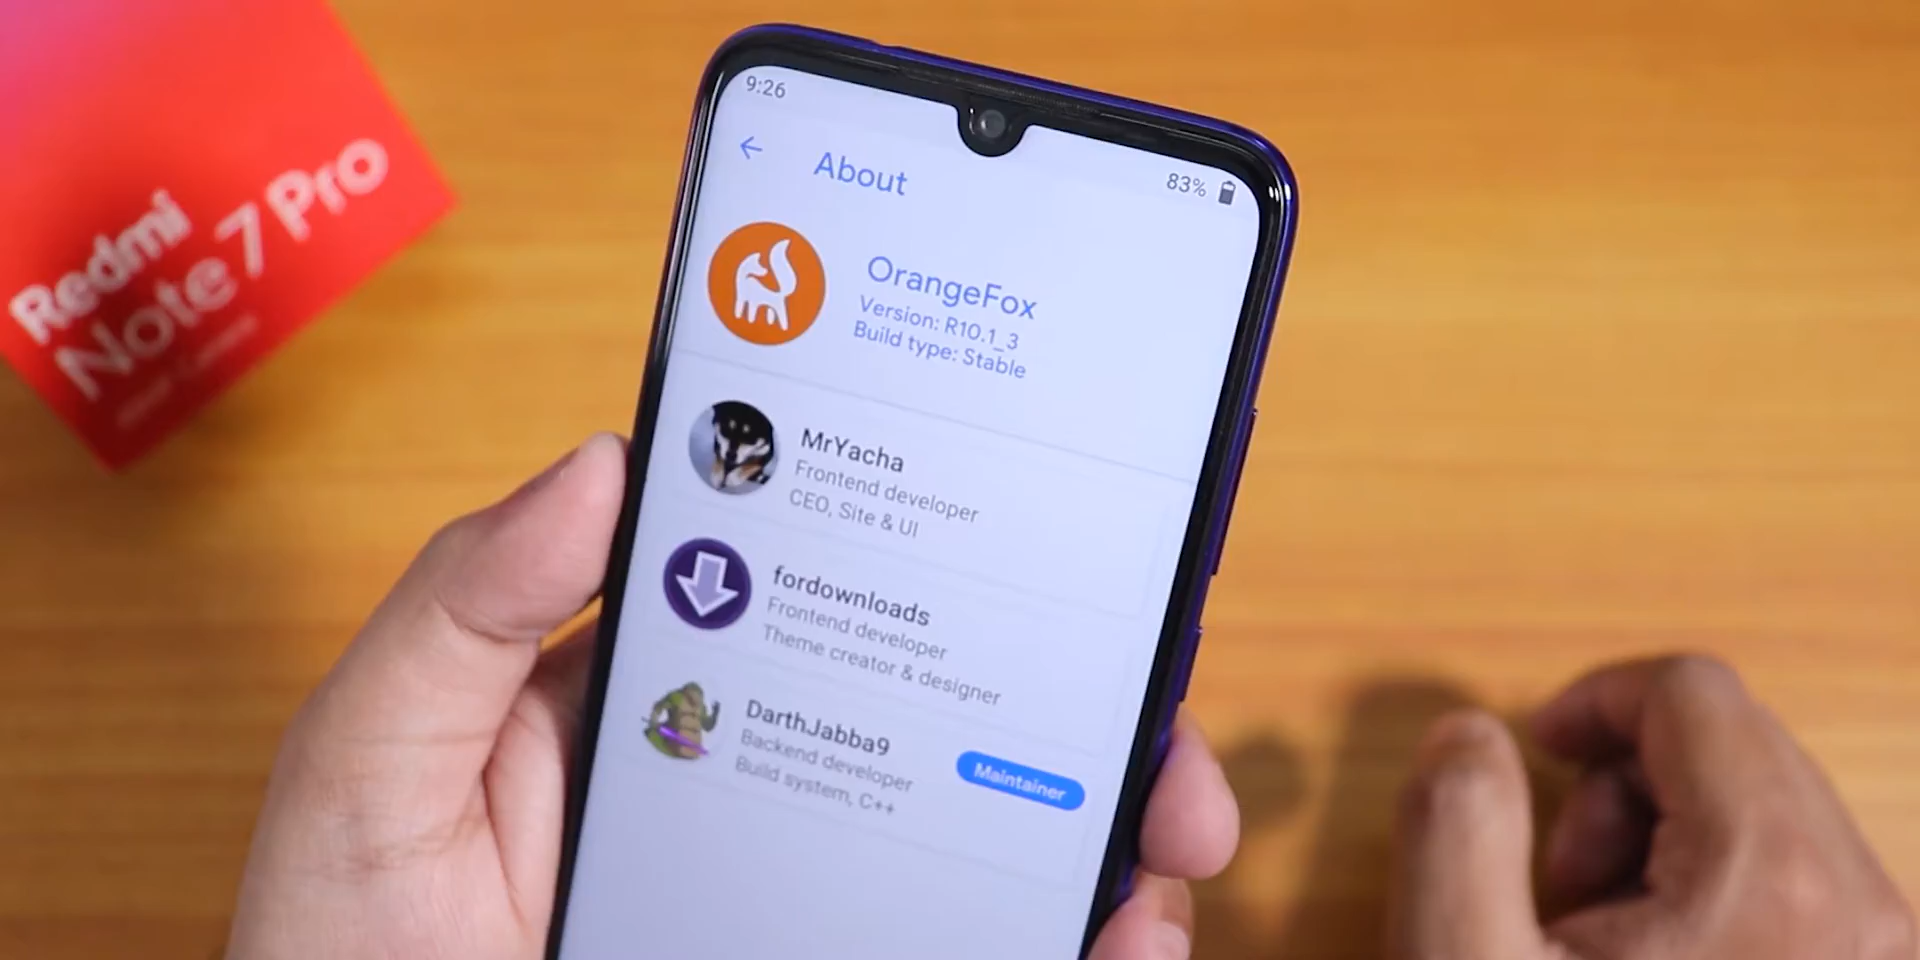 Redmi
Note 7 Pro
9:26
83%
About
OrangeFox
Version: R10.1_3
Build type: Stable
MrYacha
Frontend developer
CEO, Site & UI
fordownloads
Frontend developer
Theme creator & designer
DarthJabba9
Backend developer
Build system, C++
Maintainer